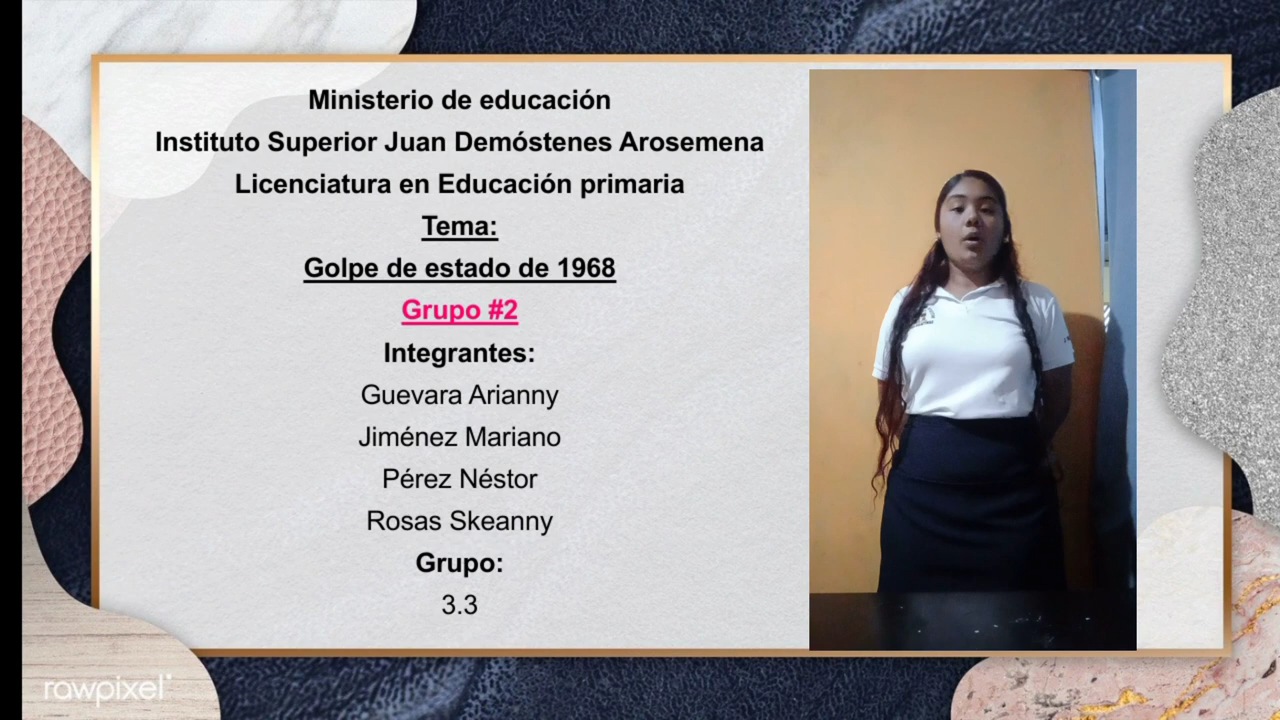 Ministerio de educación
Instituto Superior Juan Demóstenes Arosemena
Licenciatura en Educación primaria
Tema:
Golpe de estado de 1968
Grupo #2
Integrantes:
Guevara Arianny
Jiménez Mariano
Pérez Néstor
Rosas Skeanny
Grupo:
3.3
rawpixel